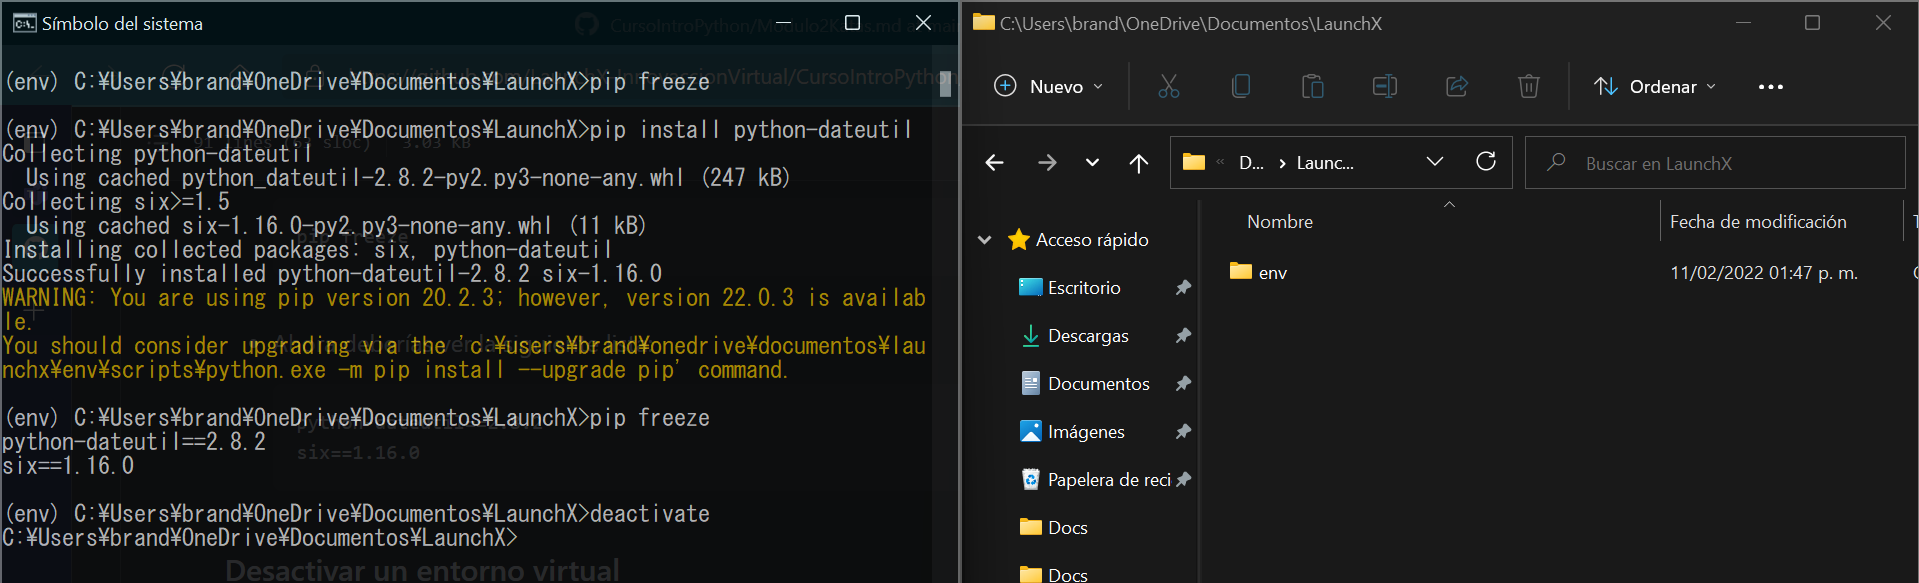 Símbolo del sistema
(env) C:¥Users¥brand¥OneDrive¥Documentos¥LaunchX>pip freeze
(env) C:¥Users¥brand¥OneDrive¥Documentos¥LaunchX>pip install python-dateutil
Collecting python-dateutil
Using cached python_dateutil-2.8.2-py2.py3-none-any.whl (247 kB)
Collecting six>=1.5
Using cached six-1.16.0-py2.py3-none-any.whl (11 kB)
Installing collected packages: six, python-dateutil
Successfully installed python-dateutil-2.8.2 six-1.16.0
WARNING: You are using pip version 20.2.3; however, version 22.0.3 is availab
le.
You should consider upgrading via the 'c:¥users¥brand¥onedrive¥documentos¥lau
nchx¥env¥scripts¥python.exe -m pip install --upgrade pip' command.
(env) C:¥Users¥brand¥OneDrive¥Documentos¥LaunchX>pip freeze
python-dateutil==2.8.2
six==1.16.0
six==1.16.0
(env) C:¥Users¥brand¥OneDrive¥Documentos¥LaunchX>deactivate
C:¥Users¥brand¥OneDrive¥Documentos¥LaunchX>
Desactivar un entorno virtual
C:\Users\brand\OneDrive\Documentos\LaunchX
Nuevo
Ordenar
« D... > Launc...
Buscar en LaunchX
Nombre
Fecha de modificación
Acceso rápido
env
11/02/2022 01:47 p. m.
Escritorio
Descargas
Documentos
Imágenes
Papelera de reci
Docs
Docs